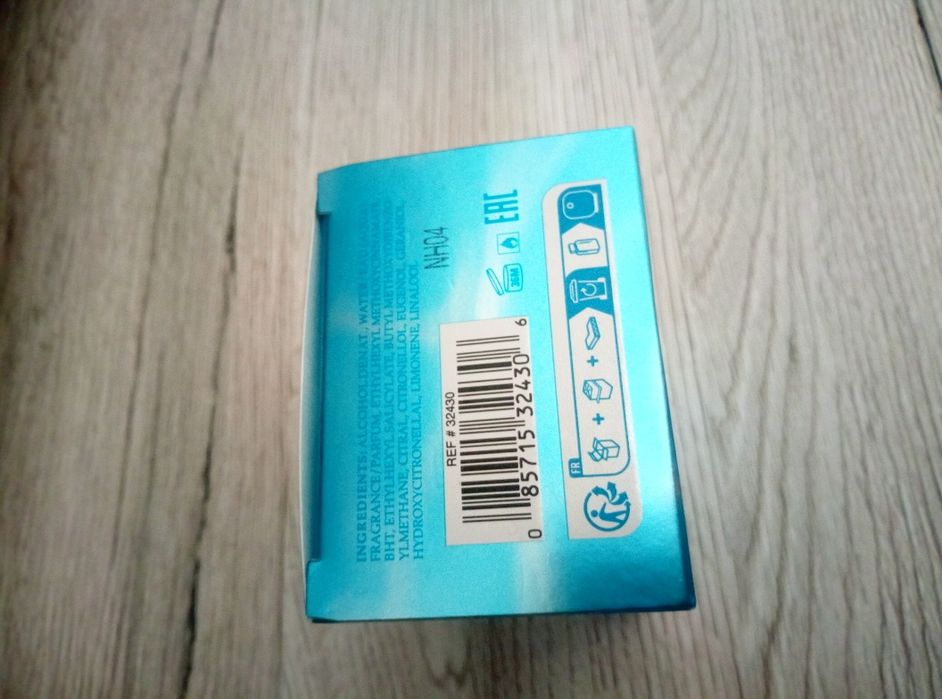 INGREDIENTS: ALCOHOL DENAT., WATER/
FRAGRANCE/PARFUM, ETHYLHEXYL METHOXYCINNAMATE,
BHT, ETHYLHEXYL SALICYLATE, BUTYL METHOXYDIBENZO-
YLMETHANE, CITRAL, CITRONELLOL, EUGENOL, GERANIOL,
HYDROXYCITRONELLAL, LIMONENE, LINALOOL
NH04
REF # 32430
0 85715 32430 6
36M
EAC
FR
+ +